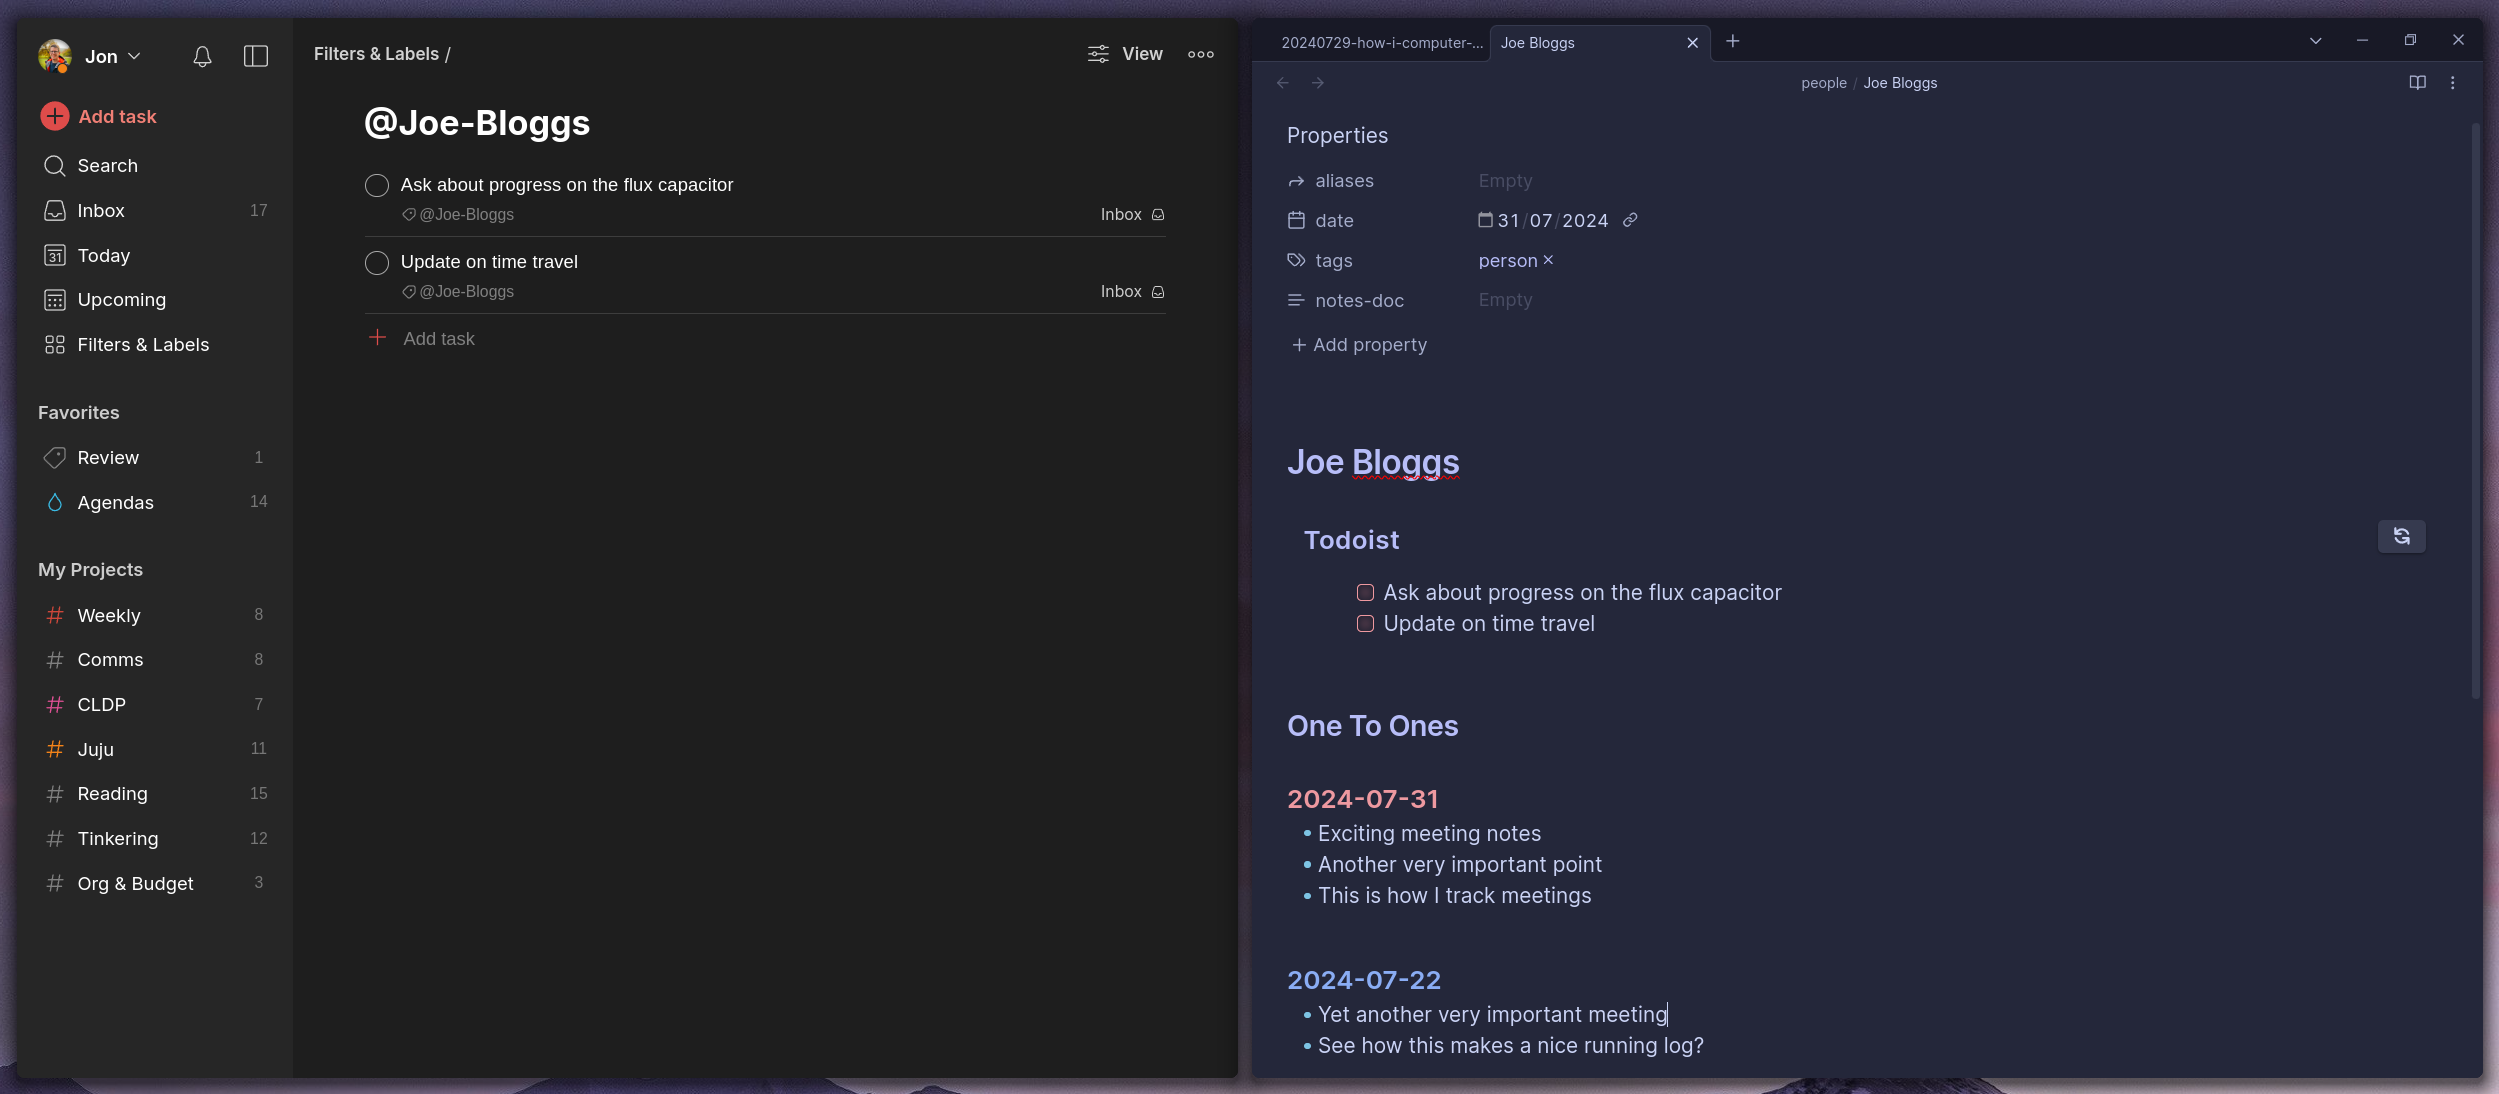 Jon
Add task
Search
Inbox 17
31 Today
Upcoming
Filters & Labels
Favorites
Review 1
Agendas 14
My Projects
# Weekly 8
# Comms 8
# CLDP 7
# Juju 11
# Reading 15
# Tinkering 12
# Org & Budget 3
Filters & Labels /
View
@Joe-Bloggs
Ask about progress on the flux capacitor
@Joe-Bloggs Inbox
Update on time travel
@Joe-Bloggs Inbox
+ Add task
20240729-how-i-computer-...
Joe Bloggs
people / Joe Bloggs
Properties
aliases Empty
date 31/07/2024
tags person ×
notes-doc Empty
+ Add property
Joe Bloggs
Todoist
Ask about progress on the flux capacitor
Update on time travel
One To Ones
2024-07-31
• Exciting meeting notes
• Another very important point
• This is how I track meetings
2024-07-22
• Yet another very important meeting
• See how this makes a nice running log?